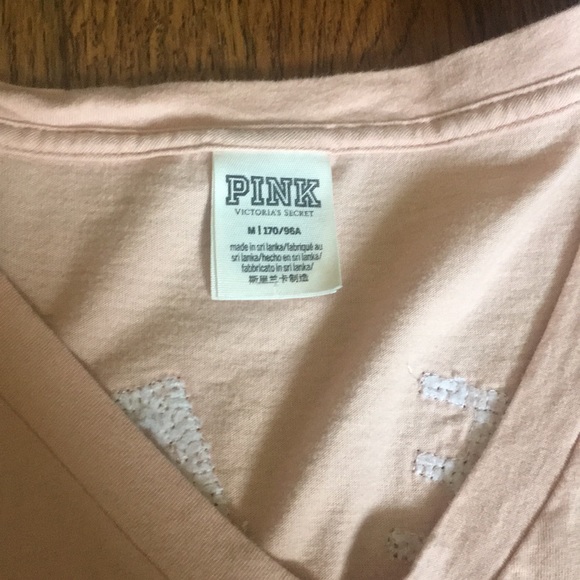 PINK
VICTORIA'S SECRET
M | 170/96A
made in sri lanka/fabriqué au
sri lanka/hecho en sri lanka/
fabbricato in sri lanka/
斯里兰卡制造